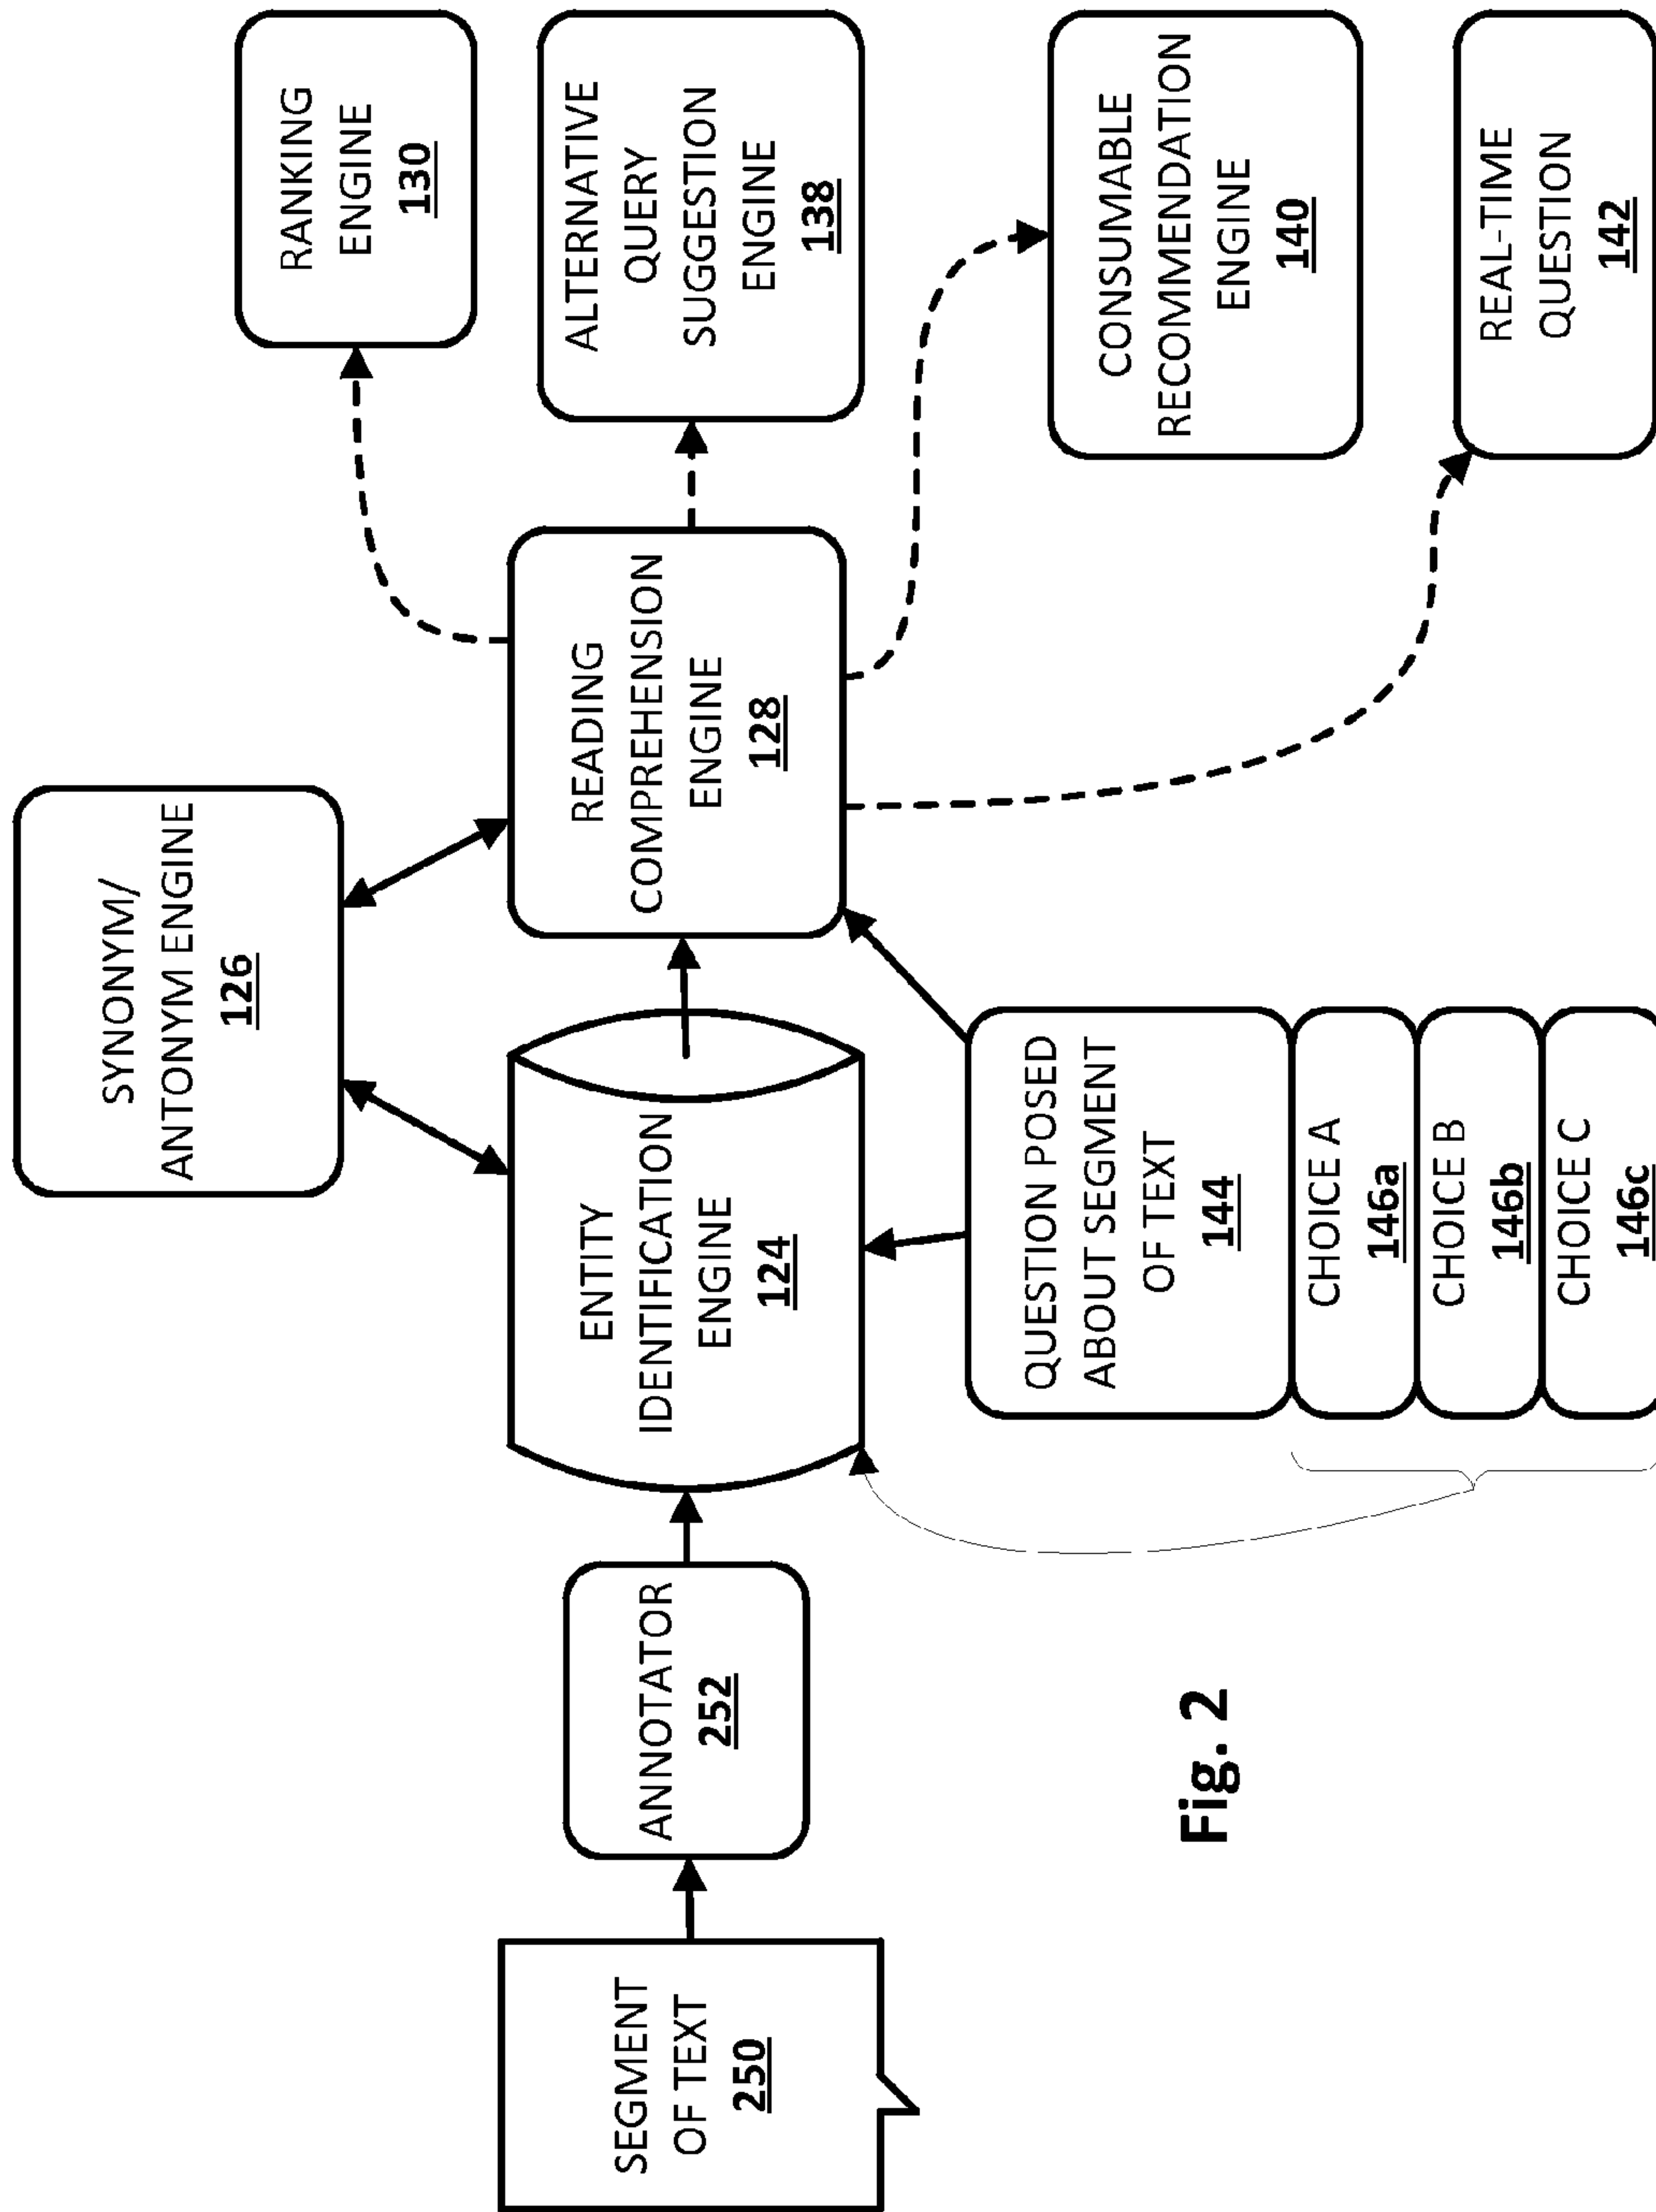 SEGMENT
OF TEXT
250
ANNOTATOR
252
ENTITY
IDENTIFICATION
ENGINE
124
SYNONYM/
ANTONYM ENGINE
126
READING
COMPREHENSION
ENGINE
128
QUESTION POSED
ABOUT SEGMENT
OF TEXT
144
CHOICE A
146a
CHOICE B
146b
CHOICE C
146c
RANKING
ENGINE
130
ALTERNATIVE
QUERY
SUGGESTION
ENGINE
138
CONSUMABLE
RECOMMENDATION
ENGINE
140
REAL-TIME
QUESTION
142
Fig. 2